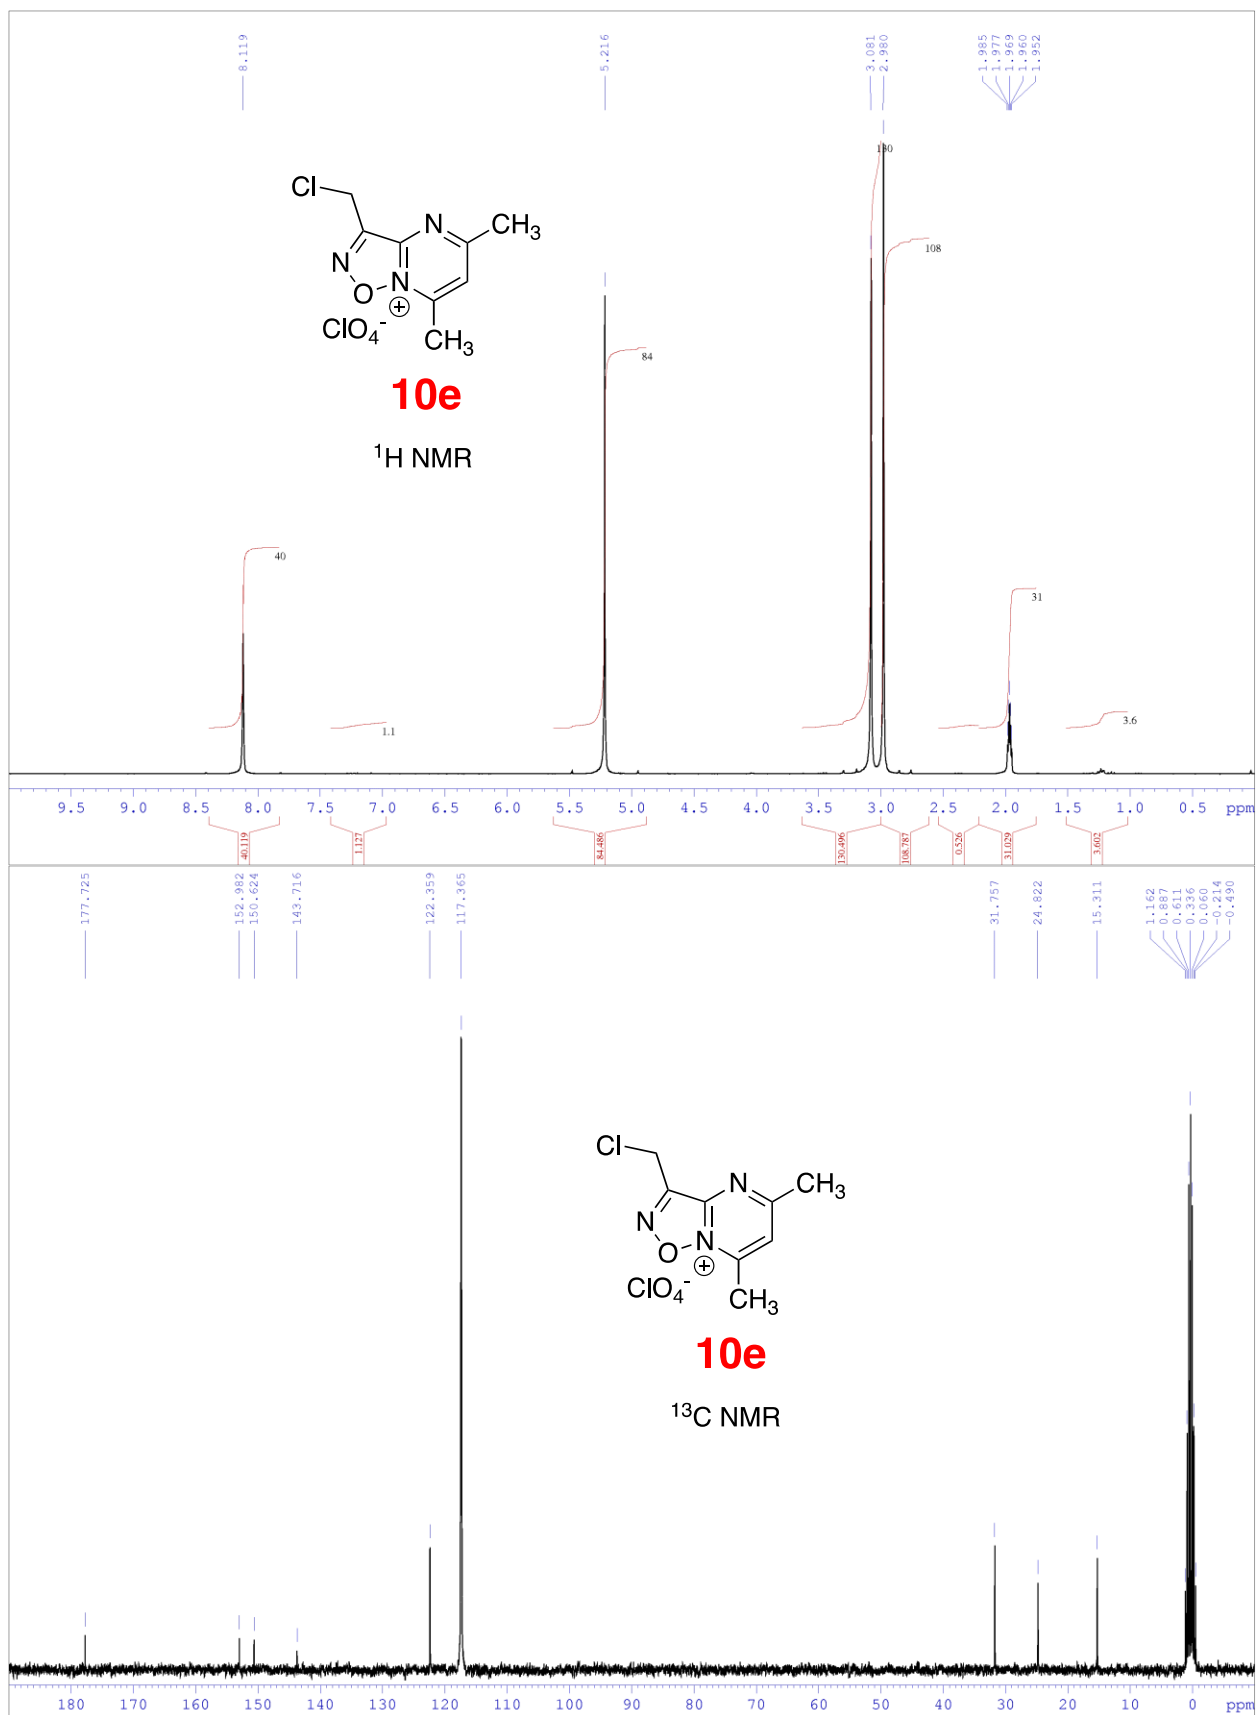 8.119
5.216
3.081
2.980
1.985
1.977
1.969
1.960
1.952
Cl
N
CH3
N
N
O
⊕
ClO4-
CH3
10e
1H NMR
40
1.1
84
130
108
31
3.6
9.5 9.0 8.5 8.0 7.5 7.0 6.5 6.0 5.5 5.0 4.5 4.0 3.5 3.0 2.5 2.0 1.5 1.0 0.5 ppm
40.119
1.127
84.486
130.496
108.787
0.526
31.029
3.602
177.725
152.982
150.624
143.716
122.359
117.365
31.757
24.822
15.311
1.162
0.887
0.611
0.336
0.060
-0.214
-0.490
Cl
N
CH3
N
N
O
⊕
ClO4-
CH3
10e
13C NMR
180 170 160 150 140 130 120 110 100 90 80 70 60 50 40 30 20 10 0 ppm